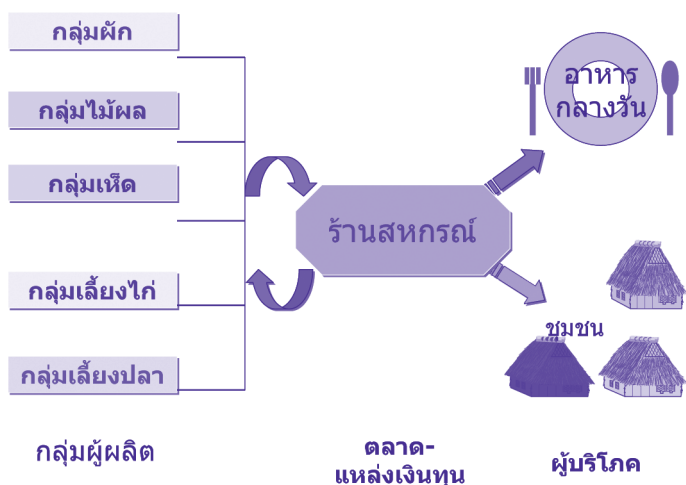 กลุ่มผัก
กลุ่มไม้ผล
กลุ่มเห็ด
กลุ่มเลี้ยงไก่
กลุ่มเลี้ยงปลา
กลุ่มผู้ผลิต
ร้านสหกรณ์
ตลาด-
แหล่งเงินทุน
อาหาร
กลางวัน
ชุมชน
ผู้บริโภค